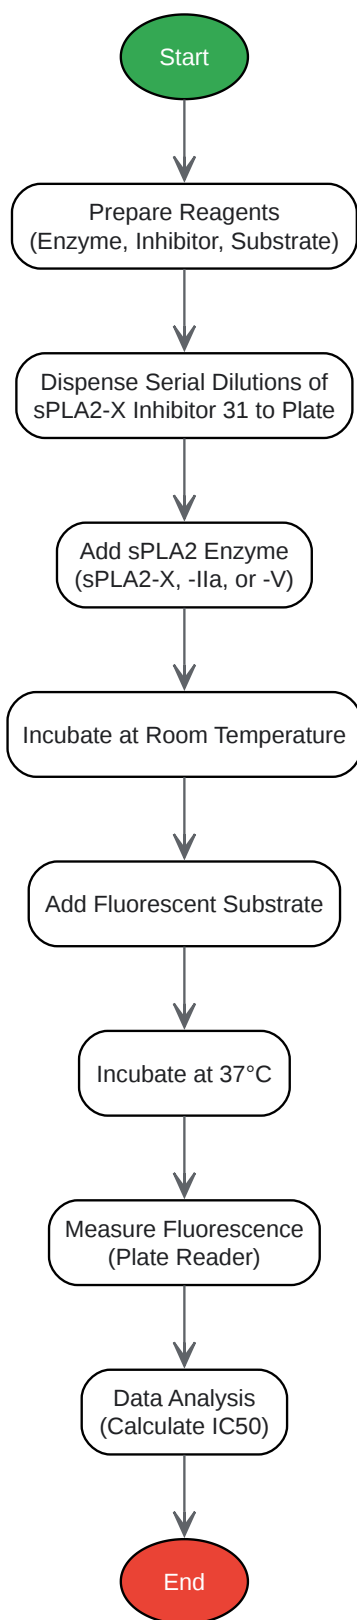 Start
Prepare Reagents
(Enzyme, Inhibitor, Substrate)
Dispense Serial Dilutions of
sPLA2-X Inhibitor 31 to Plate
Add sPLA2 Enzyme
(sPLA2-X, -IIa, or -V)
Incubate at Room Temperature
Add Fluorescent Substrate
Incubate at 37°C
Measure Fluorescence
(Plate Reader)
Data Analysis
(Calculate IC50)
End